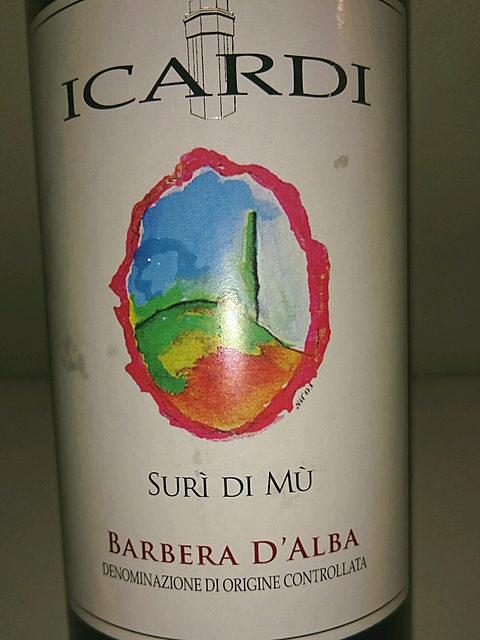 ICARDI
SURÌ DI MÙ
BARBERA D'ALBA
DENOMINAZIONE DI ORIGINE CONTROLLATA